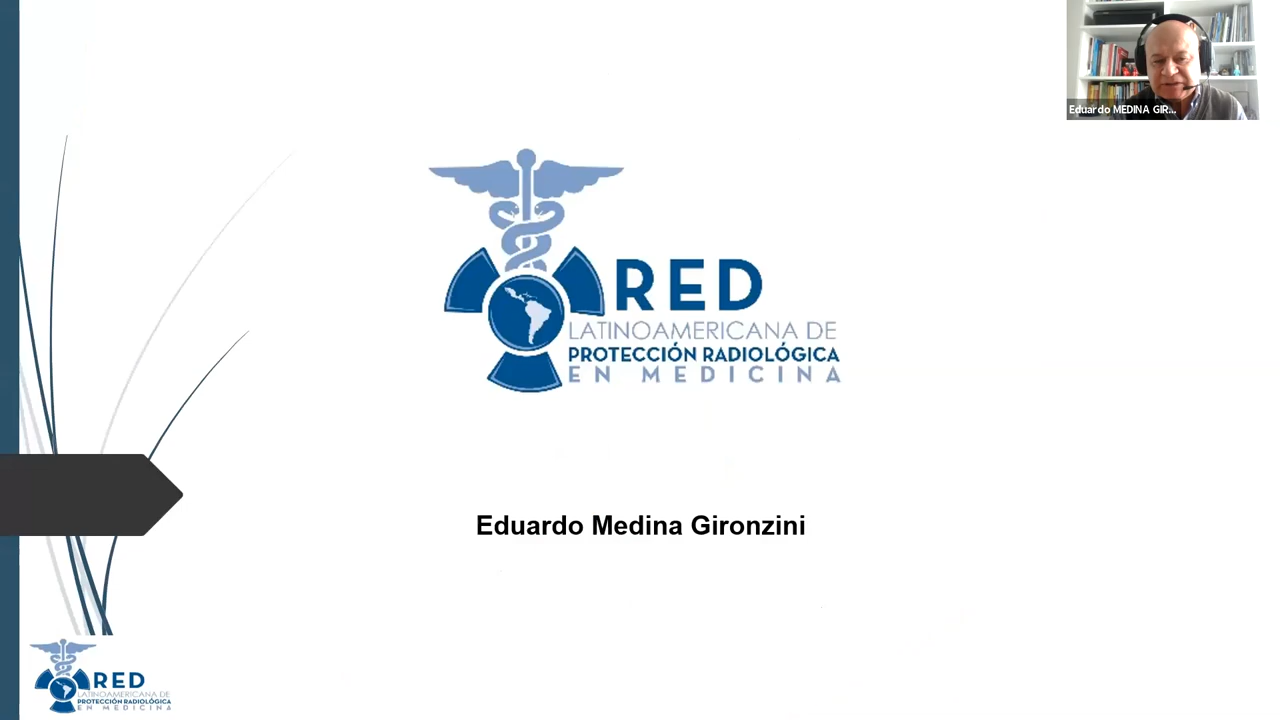 Eduardo MEDINA GIR...
RED
LATINOAMERICANA DE
PROTECCIÓN RADIOLÓGICA
EN MEDICINA
Eduardo Medina Gironzini
RED
LATINOAMERICANA DE
PROTECCIÓN RADIOLÓGICA
EN MEDICINA